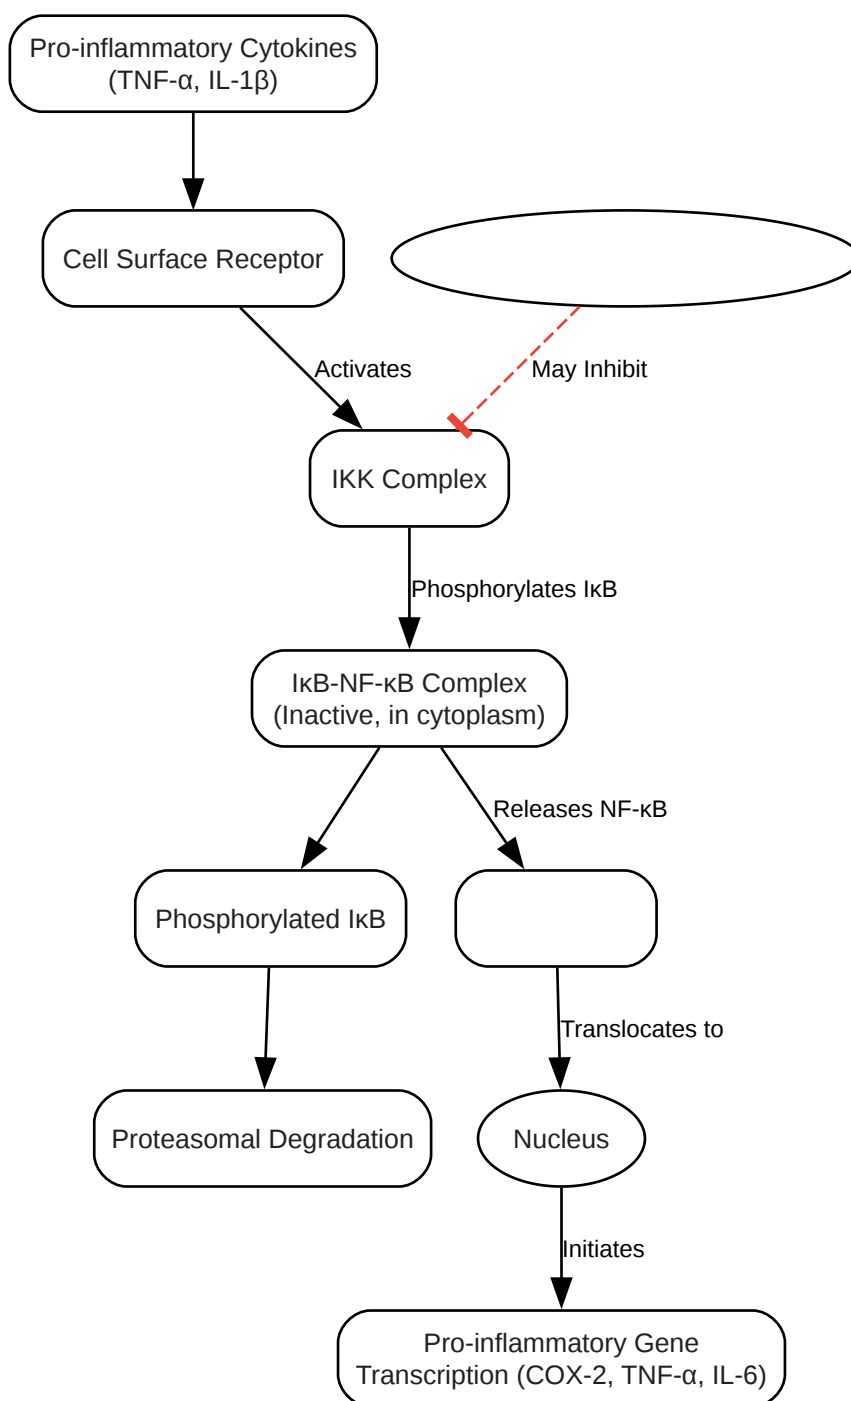 Pro-inflammatory Cytokines
(TNF-α, IL-1β)
Cell Surface Receptor
Activates
May Inhibit
IKK Complex
Phosphorylates IκB
IκB-NF-κB Complex
(Inactive, in cytoplasm)
Releases NF-κB
Phosphorylated IκB
Translocates to
Proteasomal Degradation
Nucleus
Initiates
Pro-inflammatory Gene
Transcription (COX-2, TNF-α, IL-6)